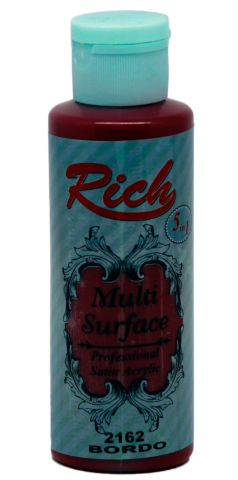 Rich
5 in 1
Multi
Surface
Professional
Satin Acrylic
2162
BORDO